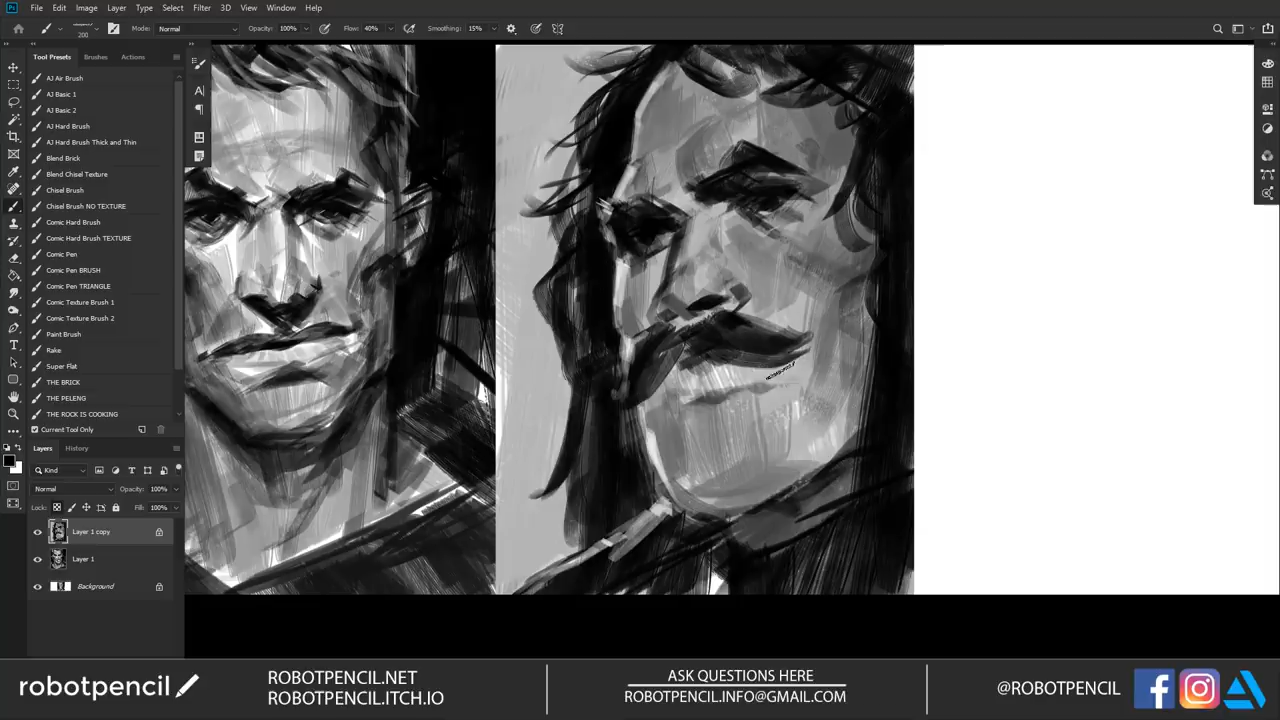 File Edit Image Layer Type Select Filter 3D View Window Help
200 Mode: Normal Opacity: 100% Flow: 40% Smoothing: 15%
Tool Presets Brushes Actions
AJ Air Brush
AJ Basic 1
AJ Basic 2
AJ Hard Brush
AJ Hard Brush Thick and Thin
Blend Brick
Blend Chisel Texture
Chisel Brush
Chisel Brush NO TEXTURE
Comic Hard Brush
Comic Hard Brush TEXTURE
Comic Pen
Comic Pen BRUSH
Comic Pen TRIANGLE
Comic Texture Brush 1
Comic Texture Brush 2
Paint Brush
Rake
Super Flat
THE BRICK
THE PELENG
THE ROCK IS COOKING
Current Tool Only
Layers History
Kind
Normal Opacity: 100%
Lock: Fill: 100%
Layer 1 copy
Layer 1
Background
robotpencil
ROBOTPENCIL.NET
ROBOTPENCIL.ITCH.IO
ASK QUESTIONS HERE
ROBOTPENCIL.INFO@GMAIL.COM
@ROBOTPENCIL